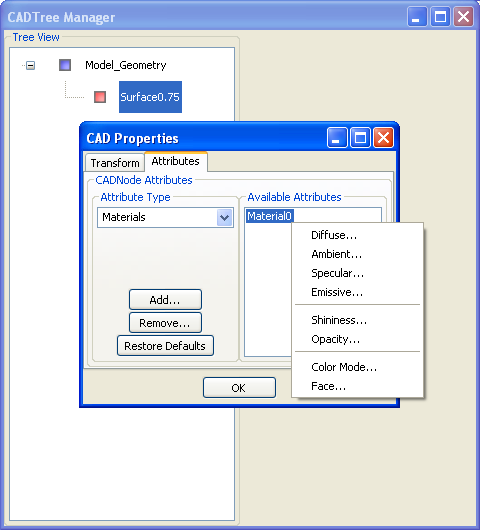 CADTree Manager
Tree View
Model_Geometry
Surface0.75
CAD Properties
Transform
Attributes
CADNode Attributes
Attribute Type
Materials
Add...
Remove...
Restore Defaults
Available Attributes
Material0
Diffuse...
Ambient...
Specular...
Emissive...
Shininess...
Opacity...
Color Mode...
Face...
OK